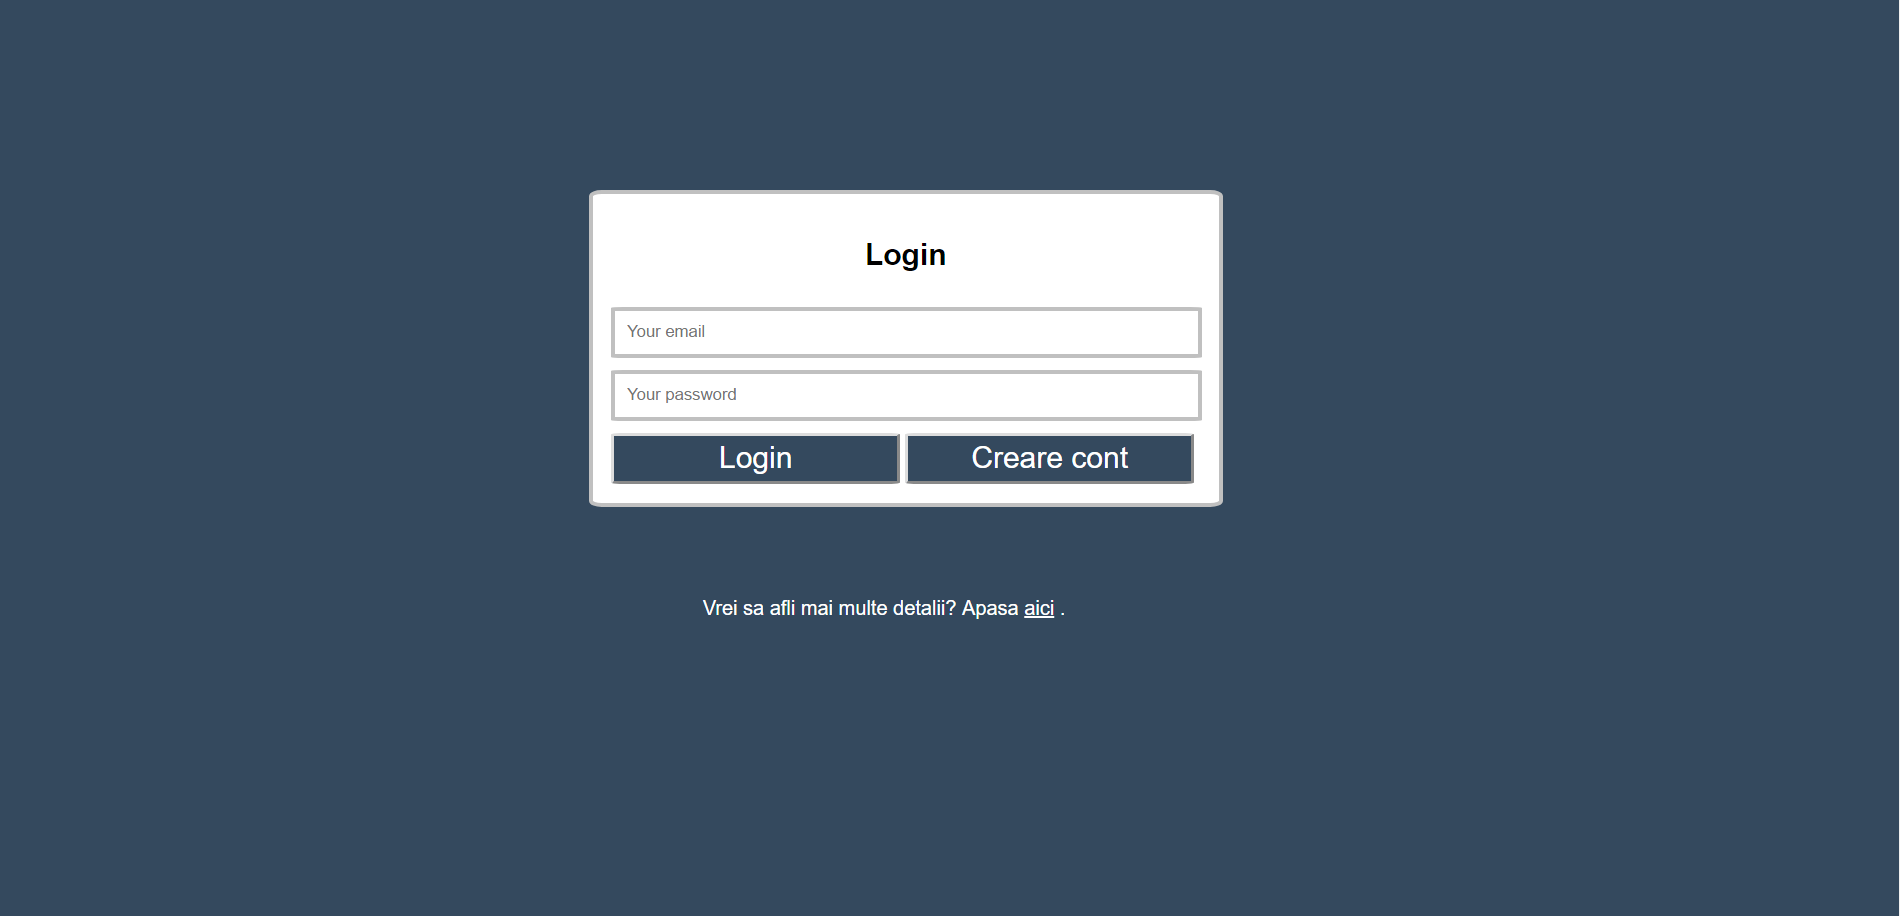 Login
Your email
Your password
Login Creare cont
Vrei sa afli mai multe detalii? Apasa aici .